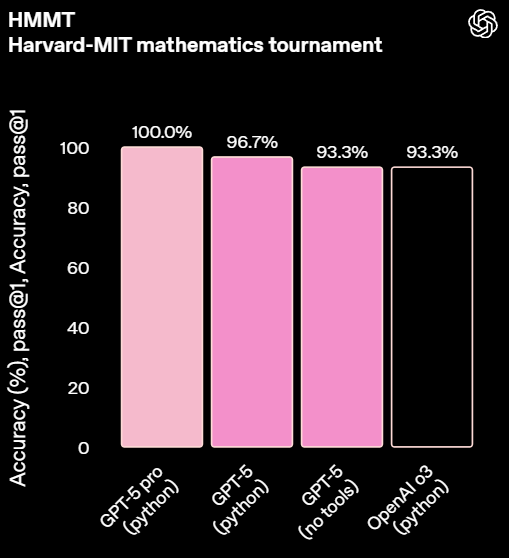 HMMT
Harvard-MIT mathematics tournament
Accuracy (%), pass@1, Accuracy, pass@1
100
80
60
40
20
0
100.0%
96.7%
93.3%
93.3%
GPT-5 pro
(python)
GPT-5
(python)
GPT-5
(no tools)
OpenAI o3
(python)